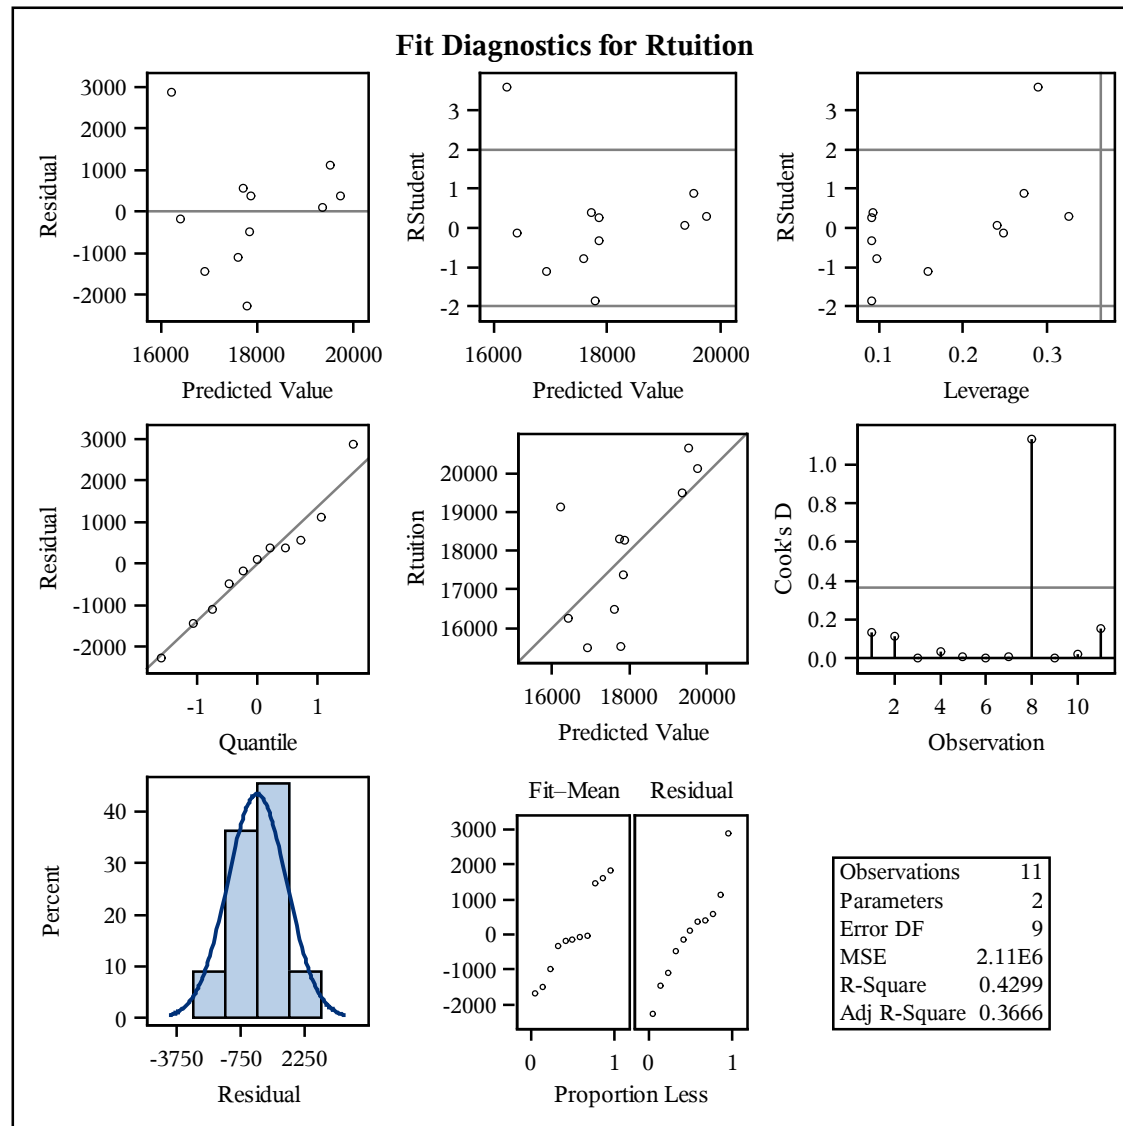 Fit Diagnostics for Rtuition
3000
2000
1000
0
-1000
-2000
Residual
16000 18000 20000
Predicted Value
3
2
1
0
-1
-2
RStudent
16000 18000 20000
Predicted Value
3
2
1
0
-1
-2
RStudent
0.1 0.2 0.3
Leverage
3000
2000
1000
0
-1000
-2000
Residual
-1 0 1
Quantile
20000
19000
18000
17000
16000
Rtuition
16000 18000 20000
Predicted Value
1.0
0.8
0.6
0.4
0.2
0.0
Cook's D
2 4 6 8 10
Observation
40
30
20
10
0
Percent
-3750 -750 2250
Residual
Fit–Mean Residual
3000
2000
1000
0
-1000
-2000
0 1 0 1
Proportion Less
Observations 11
Parameters 2
Error DF 9
MSE 2.11E6
R-Square 0.4299
Adj R-Square 0.3666